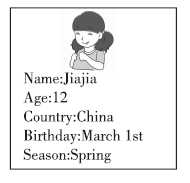 Name:Jiajia
Age:12
Country:China
Birthday:March 1st
Season:Spring